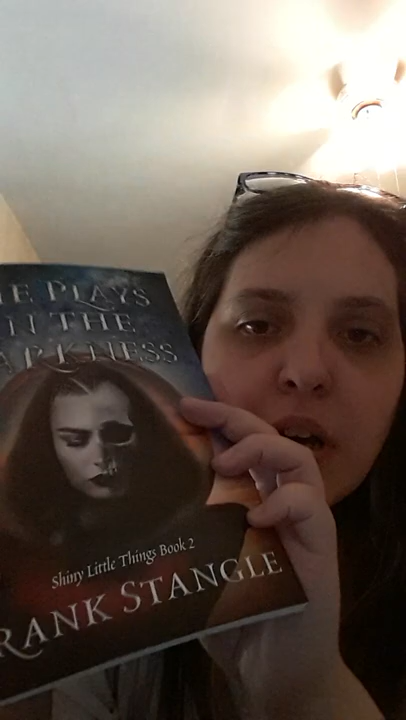 HE PLAYS
IN THE
ARKNESS
Shiny Little Things Book 2
RANK STANGLE